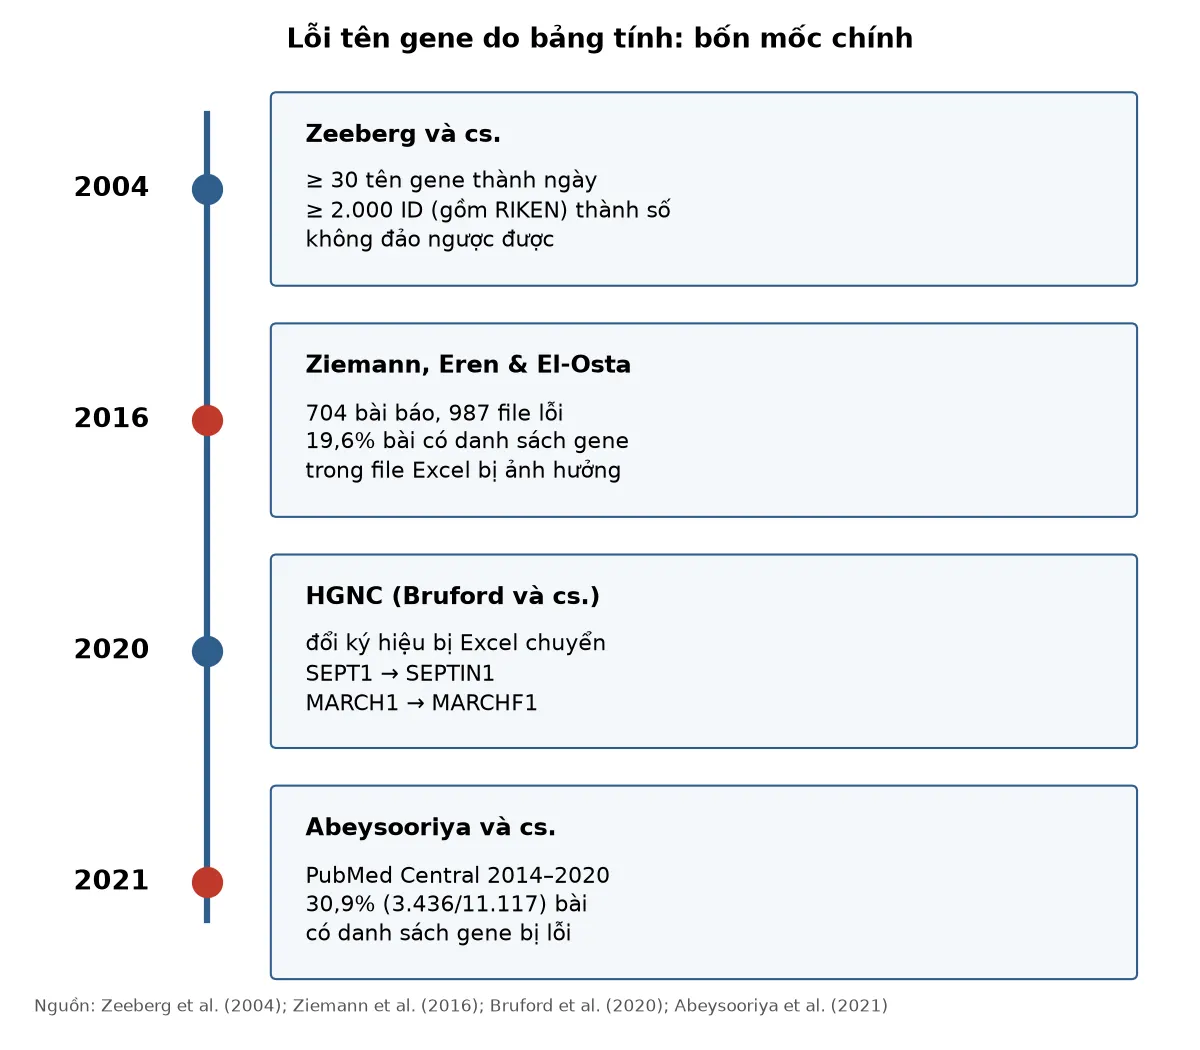 Lỗi tên gene do bảng tính: bốn mốc chính
2004
Zeeberg và cs.
≥ 30 tên gene thành ngày
≥ 2.000 ID (gồm RIKEN) thành số
không đảo ngược được
2016
Ziemann, Eren & El-Osta
704 bài báo, 987 file lỗi
19,6% bài có danh sách gene
trong file Excel bị ảnh hưởng
2020
HGNC (Bruford và cs.)
đổi ký hiệu bị Excel chuyển
SEPT1 → SEPTIN1
MARCH1 → MARCHF1
2021
Abeysooriya và cs.
PubMed Central 2014–2020
30,9% (3.436/11.117) bài
có danh sách gene bị lỗi
Nguồn: Zeeberg et al. (2004); Ziemann et al. (2016); Bruford et al. (2020); Abeysooriya et al. (2021)